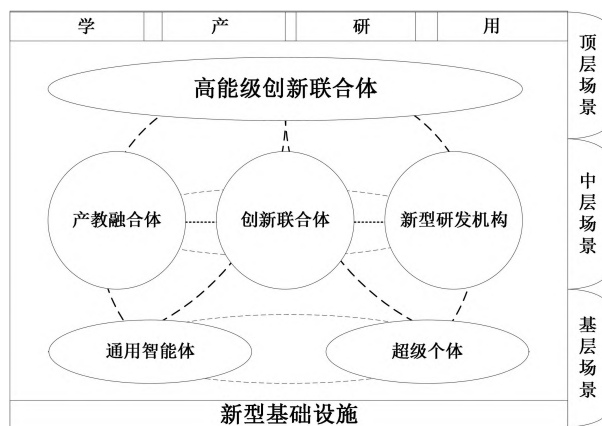 学 产 研 用
高能级创新联合体
产教融合体 创新联合体 新型研发机构
通用智能体 超级个体
新型基础设施
顶层场景
中层场景
基层场景